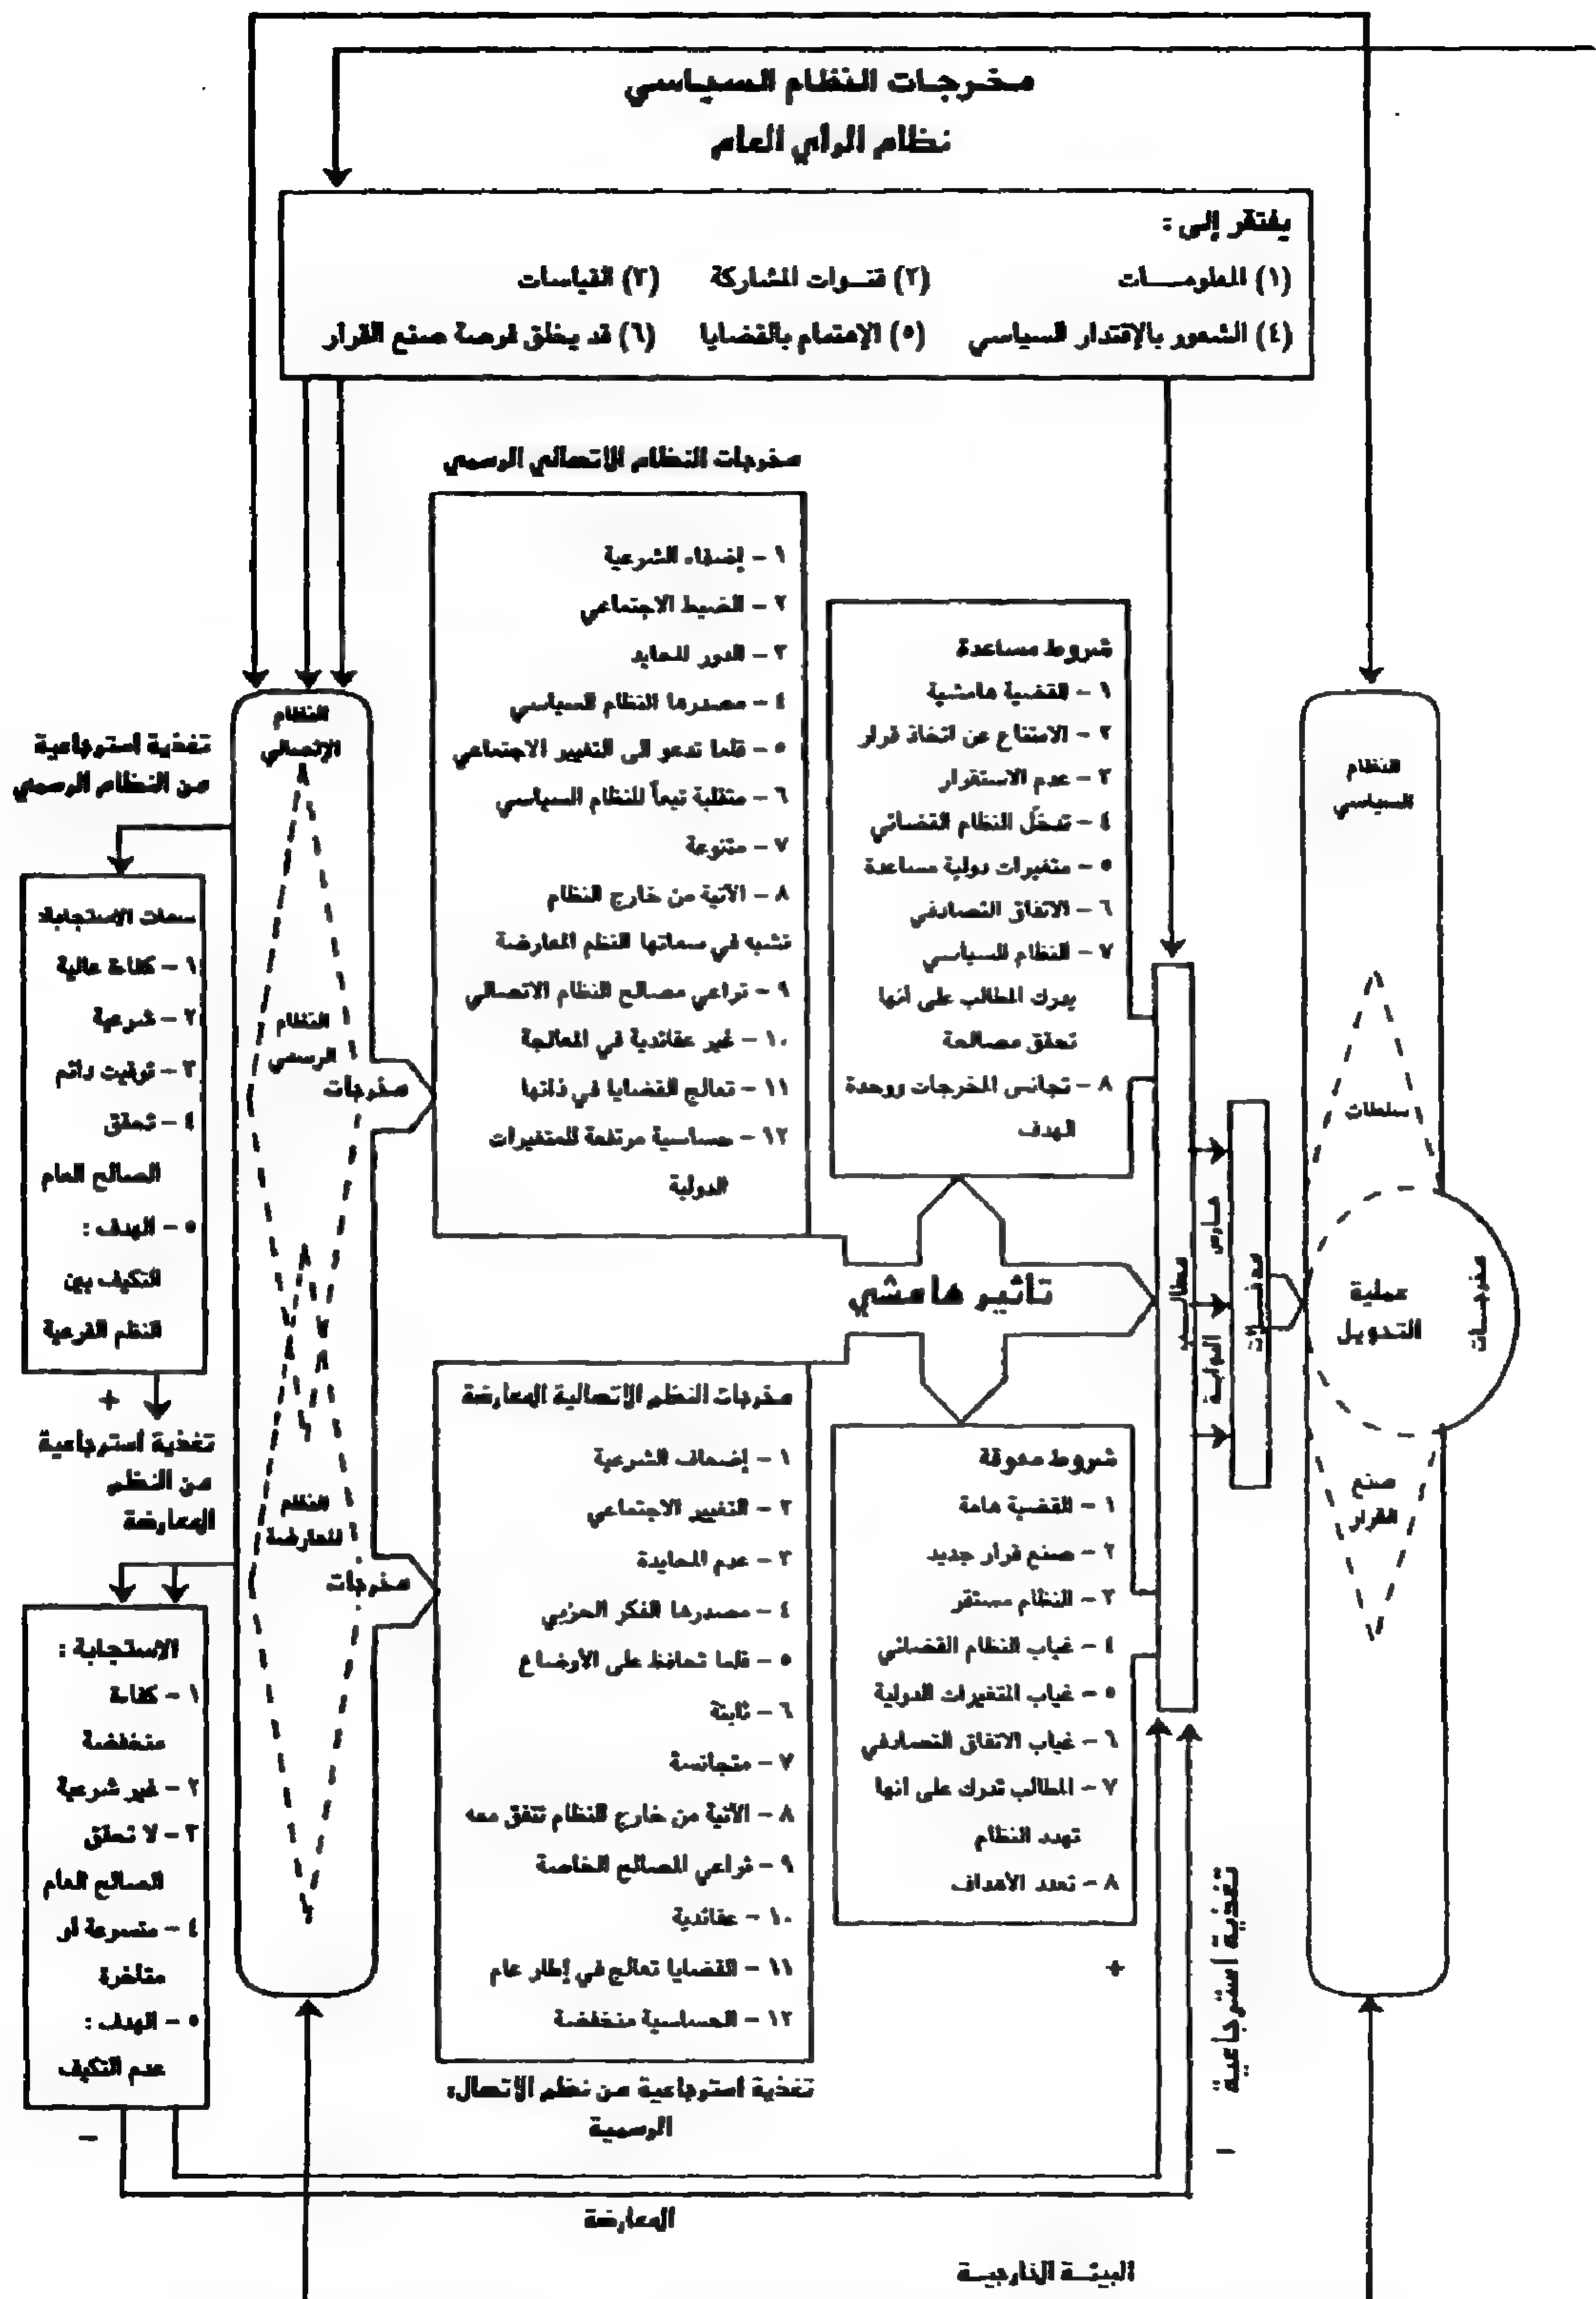 مخرجات النظام السياسي
نظام الرأي العام
يفتقر إلى :
(١) المعلومـــات (٢) قنـوات المشاركة (٣) القياسات
(٤) الشعور بالإقتدار السياسي (٥) الإهتمام بالقضايا (٦) قد يخلق فرصة صنع القرار
مخرجات النظام الاتصالي الرسمي
١ - إضفاء الشرعية
٢ - الضبط الاجتماعي
٣ - الدور المحايد
٤ - مصدرها النظام السياسي
٥ - قلما تدعو الى التغيير الاجتماعي
٦ - متقلبة تبعاً للنظام السياسي
٧ - متنوعة
٨ - الآتية من خارج النظام
تشبه في سماتها النظم المعارضة
٩ - تراعي مصالح النظام الاتصالي
١٠ - غير عقائدية في المعالجة
١١ - تعالج القضايا في ذاتها
١٢ - حساسية مرتفعة للمتغيرات
الدولية
شروط مساعدة
١ - القضية هامشية
٢ - الامتناع عن اتخاذ قرار
٣ - عدم الاستقرار
٤ - تدخّل النظام القضائي
٥ - متغيرات دولية مساعدة
٦ - الاتفاق التصادفي
٧ - النظام السياسي
يدرك المطالب على أنها
تحقق مصالحة
٨ - تجانس المخرجات ووحدة
الهدف
النظام
السياسي
سلطات
عملية
التحويل
مخرجـــات
صنع
القرار
النظام
الإتصالي
النظام
الرسمي
مخرجات
النظم
المعارضة
مخرجات
تغذية استرجاعية
من النظام الرسمي
سمات الاستجابة:
١ - كفاءة عالية
٢ - شرعية
٣ - توقيت دائم
٤ - تحقق
الصالح العام
٥ - الهدف :
التكيف بين
النظم الفرعية
+
تغذية استرجاعية
من النظم
المعارضة
الاستجابة :
١ - كفاءة
منخفضة
٢ - غير شرعية
٣ - لا تحقق
الصالح العام
٤ - متسرعة أو
متأخرة
٥ - الهدف :
عدم التكيف
-
تأثير هامشي
مطالـــب
حارس
البوابة
مدخـــلات
مخرجات النظم الاتصالية المعارضة
١ - إضعاف الشرعية
٢ - التغيير الاجتماعي
٣ - عدم المحايدة
٤ - مصدرها الفكر الحزبي
٥ - قلما تحافظ على الأوضاع
٦ - ثابتة
٧ - متجانسة
٨ - الآتية من خارج النظام تتفق معه
٩ - تراعي المصالح الخاصة
١٠ - عقائدية
١١ - القضايا تعالج في إطار عام
١٢ - الحساسية منخفضة
شروط معوقة
١ - القضية هامة
٢ - صنع قرار جديد
٣ - النظام مستقر
٤ - غياب النظام القضائي
٥ - غياب المتغيرات الدولية
٦ - غياب الاتفاق التصادفي
٧ - المطالب تدرك على انها
تهدد النظام
٨ - تعدد الأهداف
+
تغذية استرجاعية
-
تغذية استرجاعية من نظم الاتصال:
الرسمية
المعارضة
البيئـــة الخارجيـــة